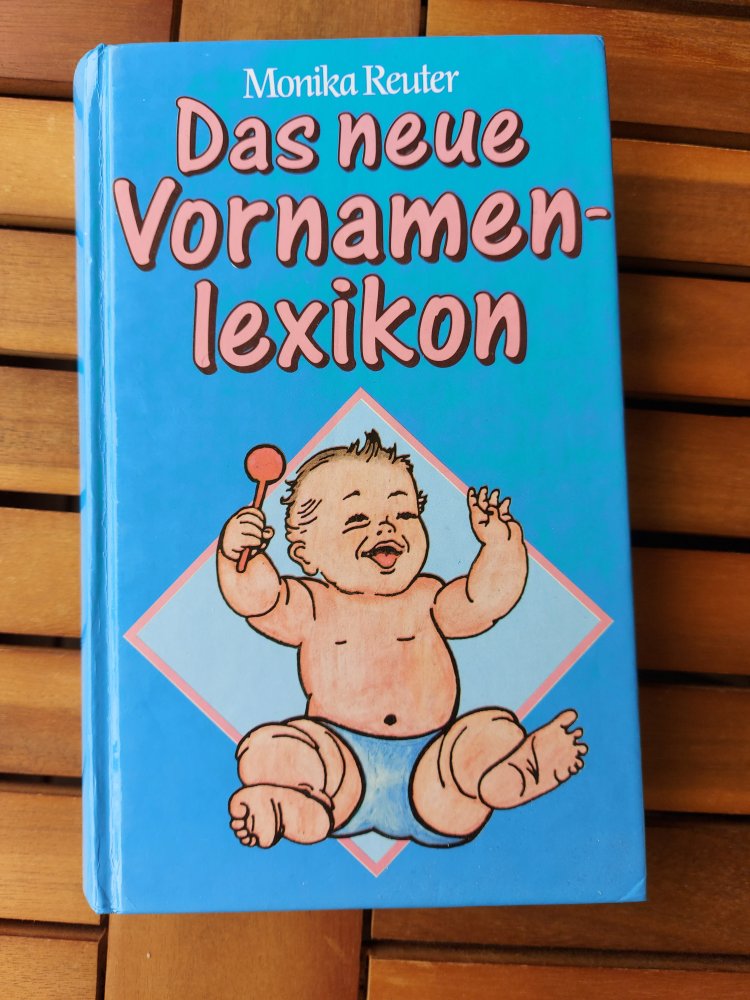 Monika Reuter
Das neue
Vornamen-
lexikon